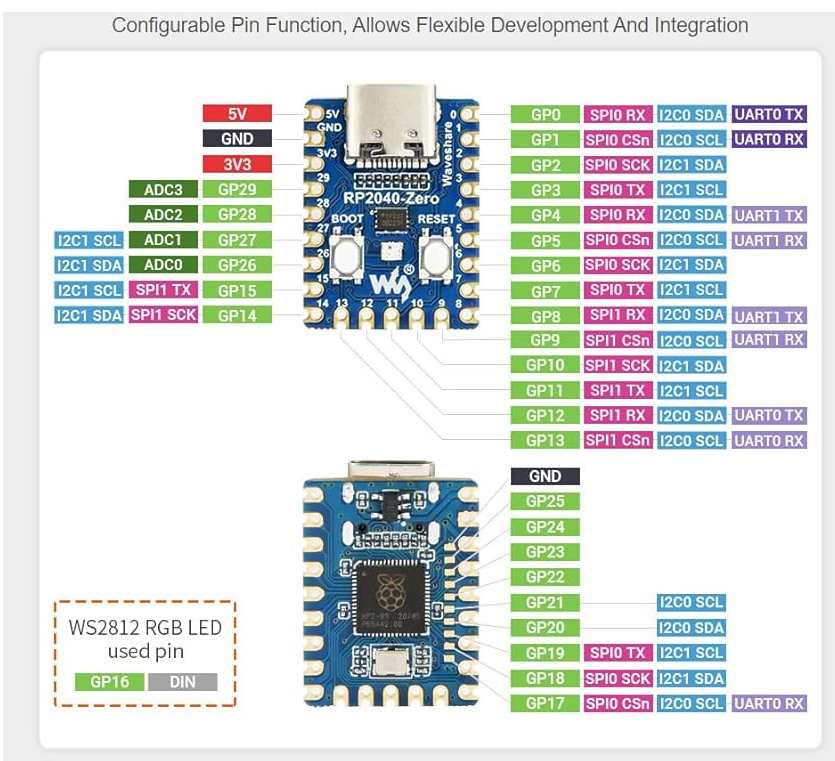 Configurable Pin Function, Allows Flexible Development And Integration
5V
GND
3V3
ADC3 GP29
ADC2 GP28
I2C1 SCL ADC1 GP27
I2C1 SDA ADC0 GP26
I2C1 SCL SPI1 TX GP15
I2C1 SDA SPI1 SCK GP14
5V
GND
3V3
29
28
27
26
15
14 13 12 11 10 9 8
0
1
2
3
4
5
6
7
Waveshare
RP2040-Zero
BOOT RESET
®
GP0 SPI0 RX I2C0 SDA UART0 TX
GP1 SPI0 CSn I2C0 SCL UART0 RX
GP2 SPI0 SCK I2C1 SDA
GP3 SPI0 TX I2C1 SCL
GP4 SPI0 RX I2C0 SDA UART1 TX
GP5 SPI0 CSn I2C0 SCL UART1 RX
GP6 SPI0 SCK I2C1 SDA
GP7 SPI0 TX I2C1 SCL
GP8 SPI1 RX I2C0 SDA UART1 TX
GP9 SPI1 CSn I2C0 SCL UART1 RX
GP10 SPI1 SCK I2C1 SDA
GP11 SPI1 TX I2C1 SCL
GP12 SPI1 RX I2C0 SDA UART0 TX
GP13 SPI1 CSn I2C0 SCL UART0 RX
GND
GP25
GP24
GP23
GP22
GP21 I2C0 SCL
GP20 I2C0 SDA
GP19 SPI0 TX I2C1 SCL
GP18 SPI0 SCK I2C1 SDA
GP17 SPI0 CSn I2C0 SCL UART0 RX
WS2812 RGB LED
used pin
GP16 DIN